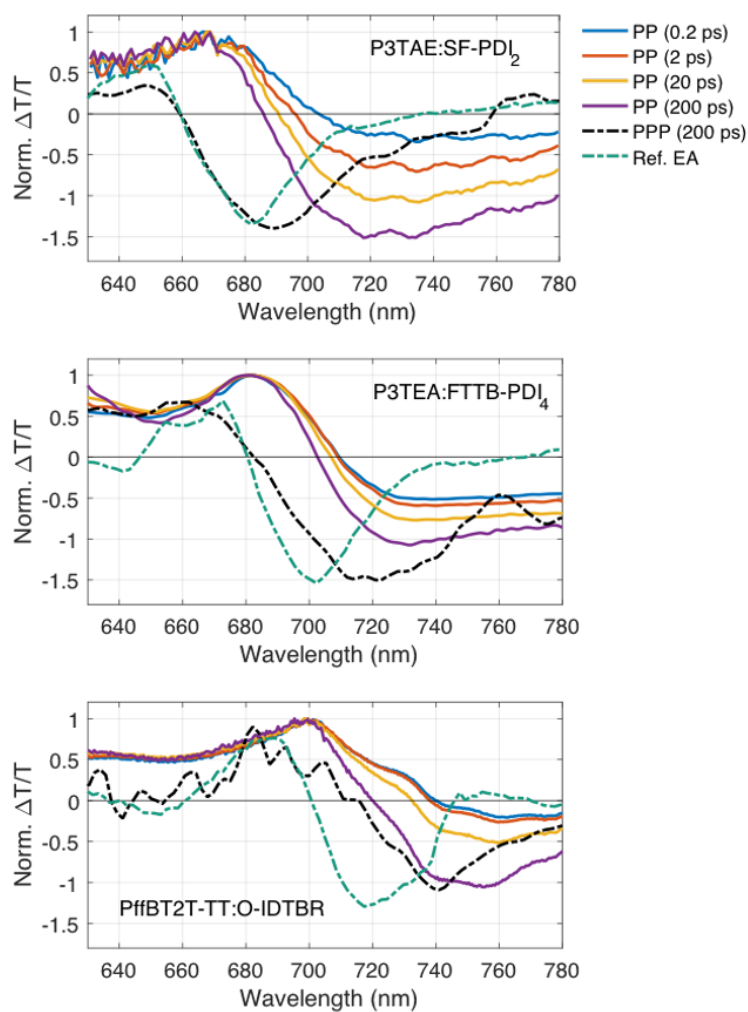 P3TAE:SF-PDI2
PP (0.2 ps)
PP (2 ps)
PP (20 ps)
PP (200 ps)
PPP (200 ps)
Ref. EA
Norm. ΔT/T
1
0.5
0
-0.5
-1
-1.5
640 660 680 700 720 740 760 780
Wavelength (nm)
P3TEA:FTTB-PDI4
Norm. ΔT/T
1
0.5
0
-0.5
-1
-1.5
640 660 680 700 720 740 760 780
Wavelength (nm)
Norm. ΔT/T
1
0.5
0
-0.5
-1
-1.5
PffBT2T-TT:O-IDTBR
640 660 680 700 720 740 760 780
Wavelength (nm)